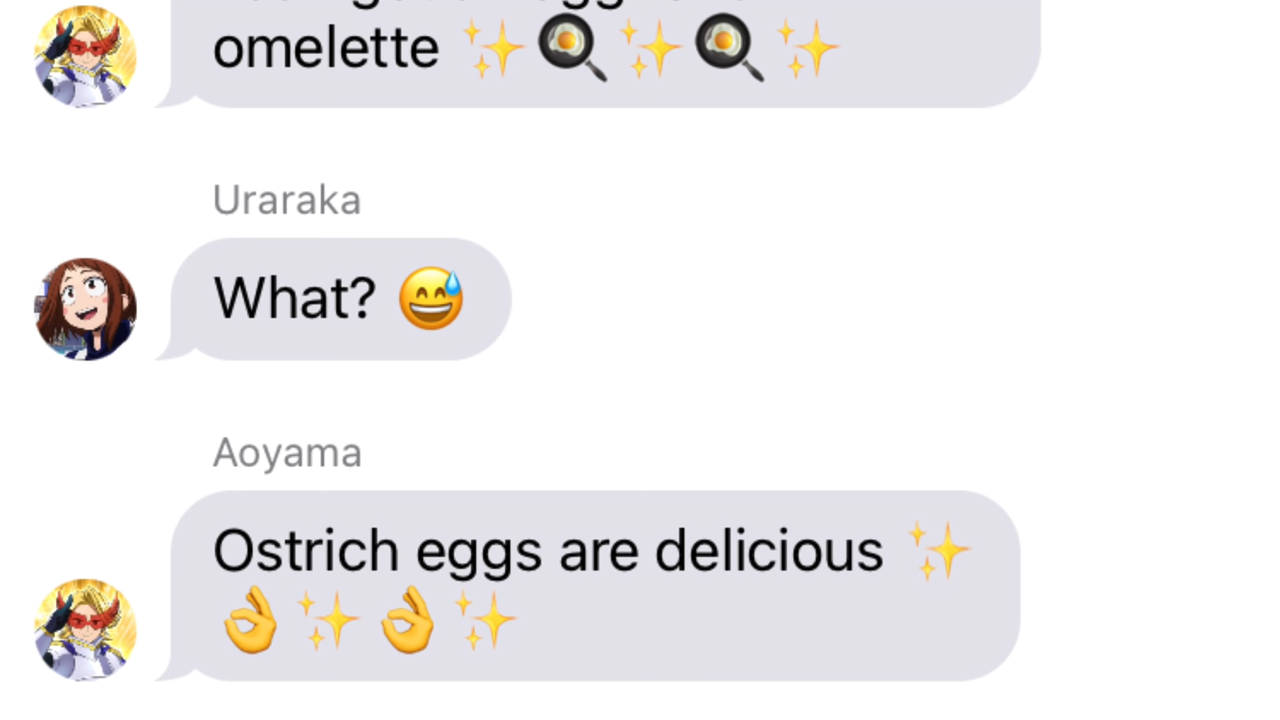 omelette ✨🍳✨🍳✨
Uraraka
What? 😅
Aoyama
Ostrich eggs are delicious ✨
👌✨👌✨